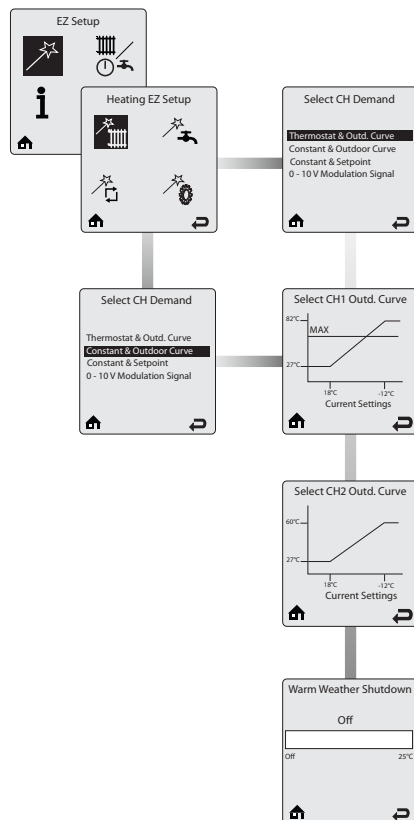 EZ Setup
Heating EZ Setup
Select CH Demand
Thermostat & Outd. Curve
Constant & Outdoor Curve
Constant & Setpoint
0 - 10 V Modulation Signal
Select CH Demand
Thermostat & Outd. Curve
Constant & Outdoor Curve
Constant & Setpoint
0 - 10 V Modulation Signal
Select CH1 Outd. Curve
82°C
MAX
27°C
18°C -12°C
Current Settings
Select CH2 Outd. Curve
60°C
27°C
18°C -12°C
Current Settings
Warm Weather Shutdown
Off
Off 25°C